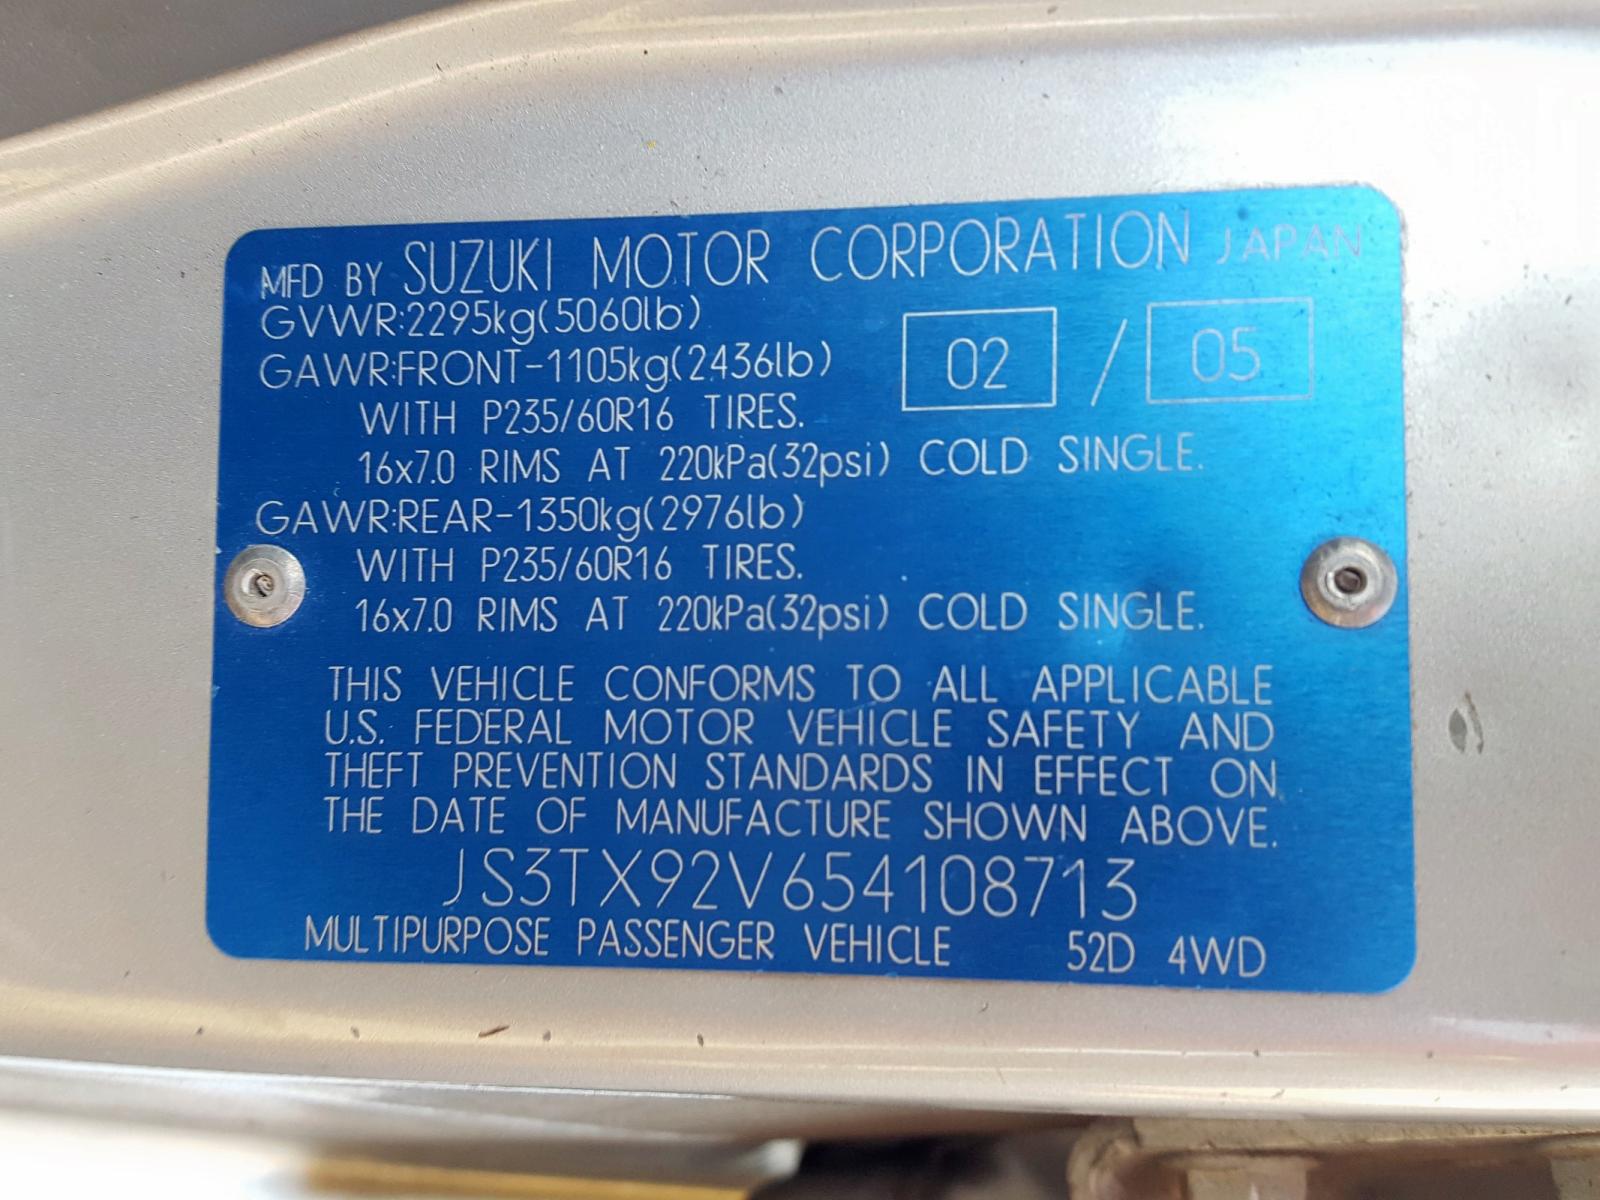 MFD BY SUZUKI MOTOR CORPORATION JAPAN
GVWR:2295kg(5060lb)
GAWR:FRONT-1105kg(2436lb)
02 / 05
WITH P235/60R16 TIRES.
16x7.0 RIMS AT 220kPa(32psi) COLD SINGLE.
GAWR:REAR-1350kg(2976lb)
WITH P235/60R16 TIRES.
16x7.0 RIMS AT 220kPa(32psi) COLD SINGLE.
THIS VEHICLE CONFORMS TO ALL APPLICABLE
U.S. FEDERAL MOTOR VEHICLE SAFETY AND
THEFT PREVENTION STANDARDS IN EFFECT ON
THE DATE OF MANUFACTURE SHOWN ABOVE.
JS3TX92V654108713
MULTIPURPOSE PASSENGER VEHICLE 52D 4WD